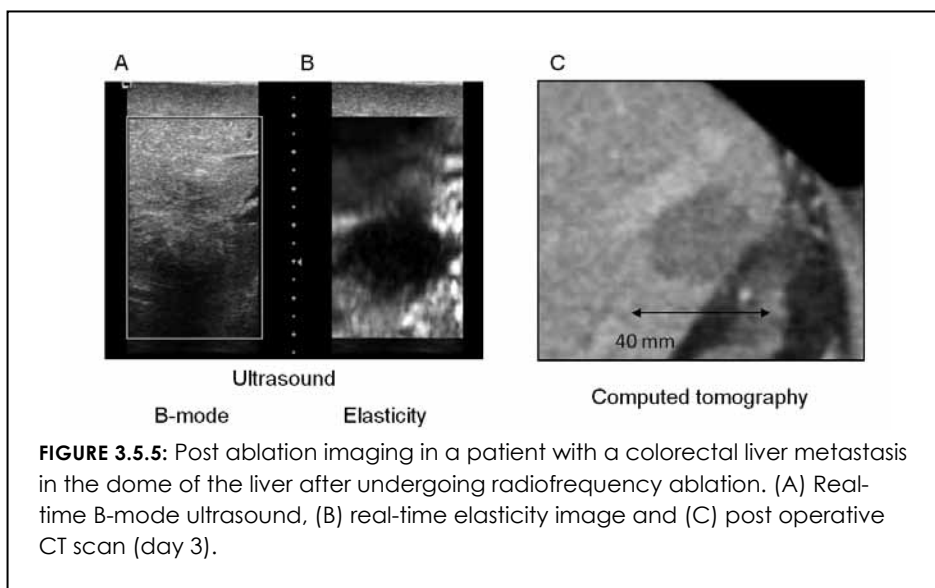 A B C
40 mm
Ultrasound
B-mode Elasticity
Computed tomography
FIGURE 3.5.5: Post ablation imaging in a patient with a colorectal liver metastasis
in the dome of the liver after undergoing radiofrequency ablation. (A) Real-
time B-mode ultrasound, (B) real-time elasticity image and (C) post operative
CT scan (day 3).